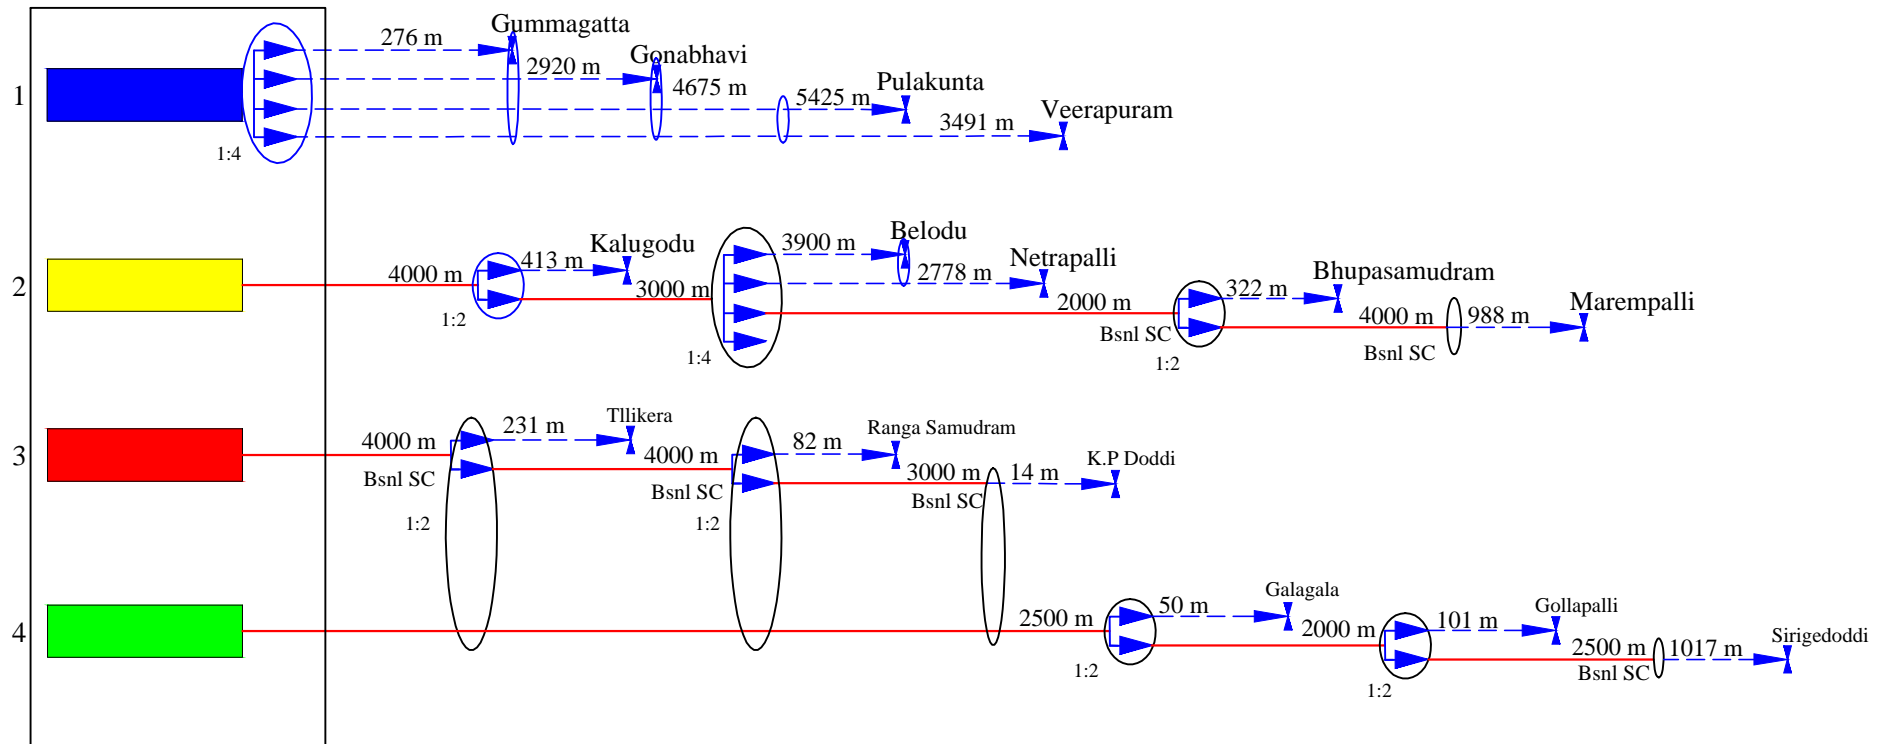 Gummagatta
276 m
Gonabhavi
2920 m
4675 m
Pulakunta
5425 m
Veerapuram
3491 m
1
1:4
Kalugodu
413 m
4000 m
2
1:2
3000 m
Belodu
3900 m
Netrapalli
2778 m
2000 m
Bsnl SC
1:4
1:2
Bhupasamudram
322 m
4000 m
Bsnl SC
Marempalli
988 m
3
4000 m
Bsnl SC
1:2
231 m
Tllikera
4000 m
Bsnl SC
1:2
82 m
Ranga Samudram
3000 m
Bsnl SC
14 m
K.P Doddi
4
2500 m
1:2
50 m
Galagala
2000 m
1:2
101 m
Gollapalli
2500 m
Bsnl SC
1017 m
Sirigedoddi